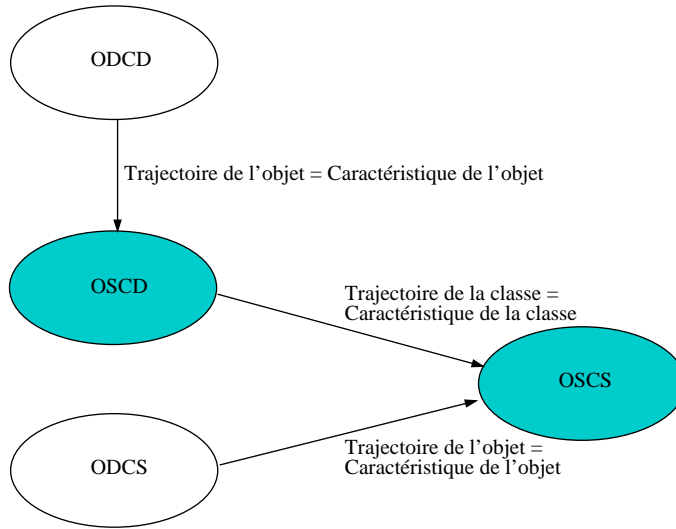 ODCD
Trajectoire de l'objet = Caractéristique de l'objet
OSCD
Trajectoire de la classe =
Caractéristique de la classe
OSCS
Trajectoire de l'objet =
Caractéristique de l'objet
ODCS